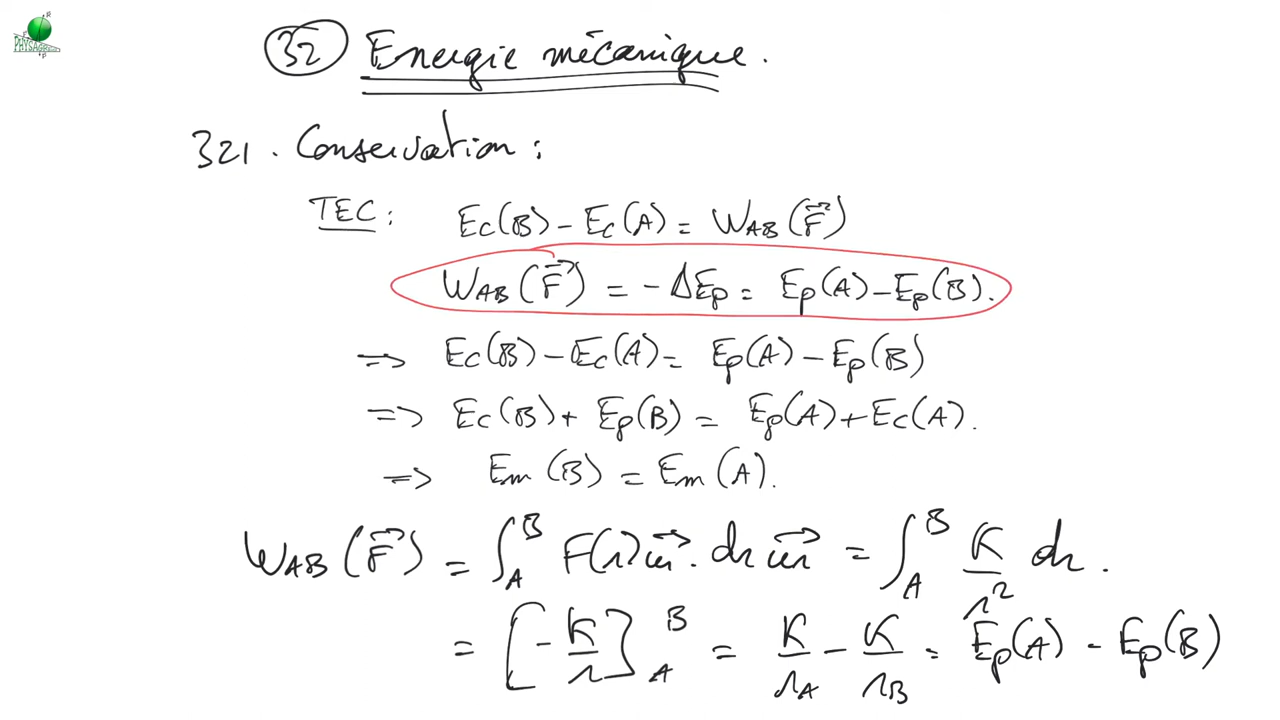 PHYSAGREG
32 Energie mécanique.
321. Conservation :
TEC : Ec(B) - Ec(A) = W_AB(F⃗)
W_AB(F⃗) = -ΔEp = Ep(A) - Ep(B).
=> Ec(B) - Ec(A) = Ep(A) - Ep(B)
=> Ec(B) + Ep(B) = Ep(A) + Ec(A).
=> Em(B) = Em(A).
W_AB(F⃗) = ∫_A^B F(r) u⃗r . dr u⃗r = ∫_A^B K/r² dr .
= [-K/r]_A^B = K/r_A - K/r_B = Ep(A) - Ep(B)